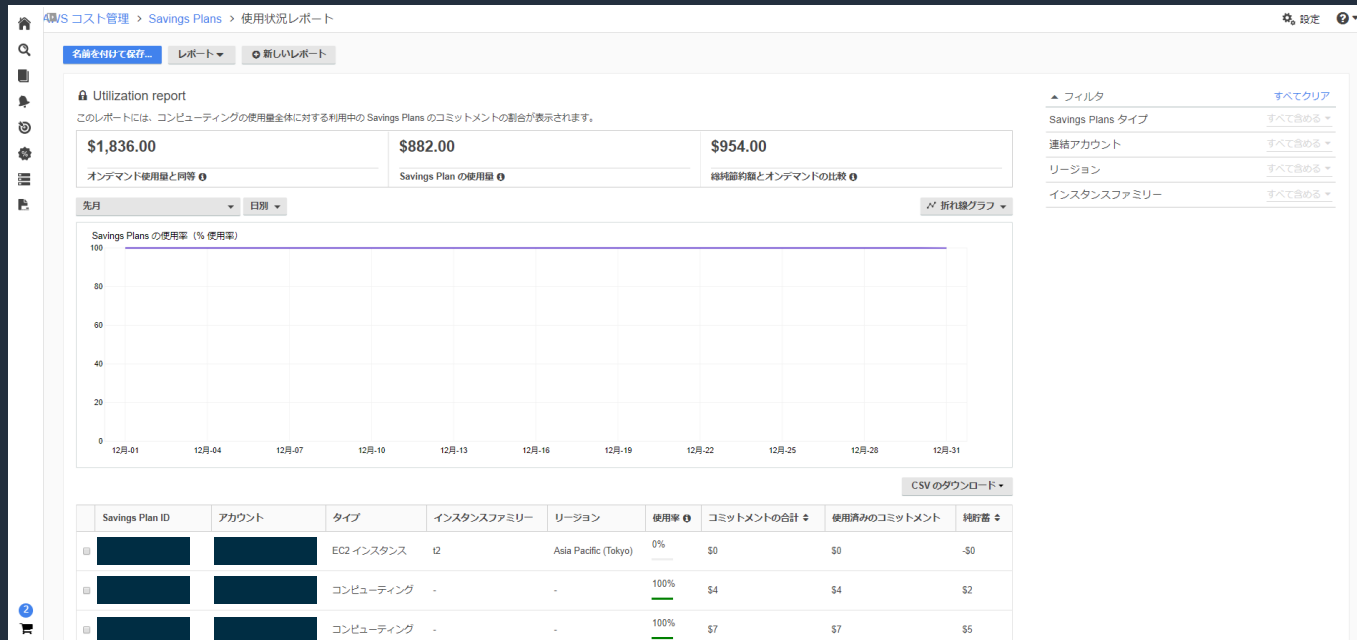 AWS コスト管理 > Savings Plans > 使用状況レポート
設定
名前を付けて保存...
レポート
新しいレポート
Utilization report
このレポートには、コンピューティングの使用量全体に対する利用中の Savings Plans のコミットメントの割合が表示されます。
$1,836.00
$882.00
$954.00
オンデマンド使用量と同等
Savings Plan の使用量
総純節約額とオンデマンドの比較
先月
日別
折れ線グラフ
Savings Plans の使用率（% 使用率）
100
80
60
40
20
0
12月-01 12月-04 12月-07 12月-10 12月-13 12月-16 12月-19 12月-22 12月-25 12月-28 12月-31
CSV のダウンロード
Savings Plan ID アカウント タイプ インスタンスファミリー リージョン 使用率 コミットメントの合計 使用済みのコミットメント 純貯蓄
EC2 インスタンス t2 Asia Pacific (Tokyo) 0% $0 $0 -$0
コンピューティング - - 100% $4 $4 $2
コンピューティング - - 100% $7 $7 $5
フィルタ すべてクリア
Savings Plans タイプ すべて含める
連結アカウント すべて含める
リージョン すべて含める
インスタンスファミリー すべて含める
2